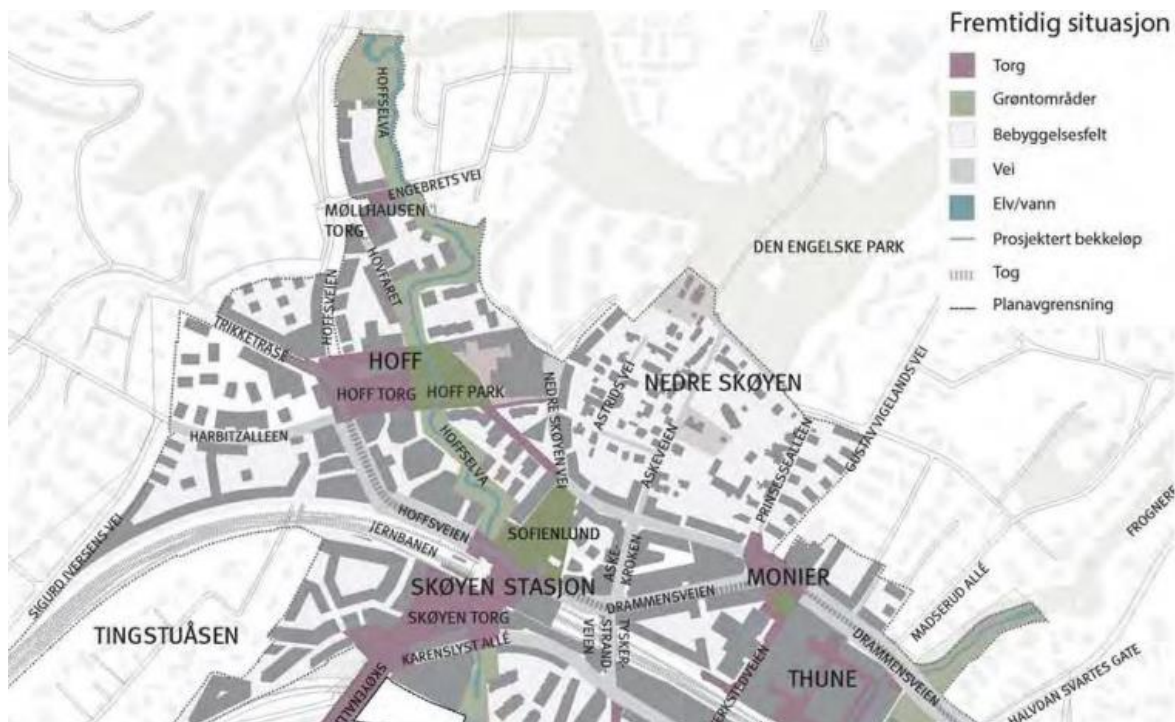 Fremtidig situasjon
Torg
Grøntområder
Bebyggelsesfelt
Vei
Elv/vann
Prosjektert bekkeløp
Tog
Planavgrensning
HOFFSELVA
ENGEBRETS VEI
MØLLHAUSEN
TORG
HOVFARET
HOFFSVEIEN
TRIKKETRASÉ
DEN ENGELSKE PARK
HOFF
HOFF TORG
HOFF PARK
NEDRE SKØYEN VEI
ASTRIDS VEI
NEDRE SKØYEN
GUSTAV VIGELANDS VEI
HARBITZALLEEN
HOFFSELVA
ASKEVEIEN
PRINSESSEALLEEN
HOFFSVEIEN
JERNBANEN
SOFIENLUND
ASKE-
KROKEN
SIGURD IVERSENS VEI
SKØYEN STASJON
MONIER
DRAMMENSVEIEN
SKØYEN TORG
TINGSTUÅSEN
KARENSLYST ALLÉ
TYSKER-
STRAND-
VEIEN
MADSERUD ALLÉ
DRAMMENSVEIEN
THUNE
HALVDAN SVARTES GATE